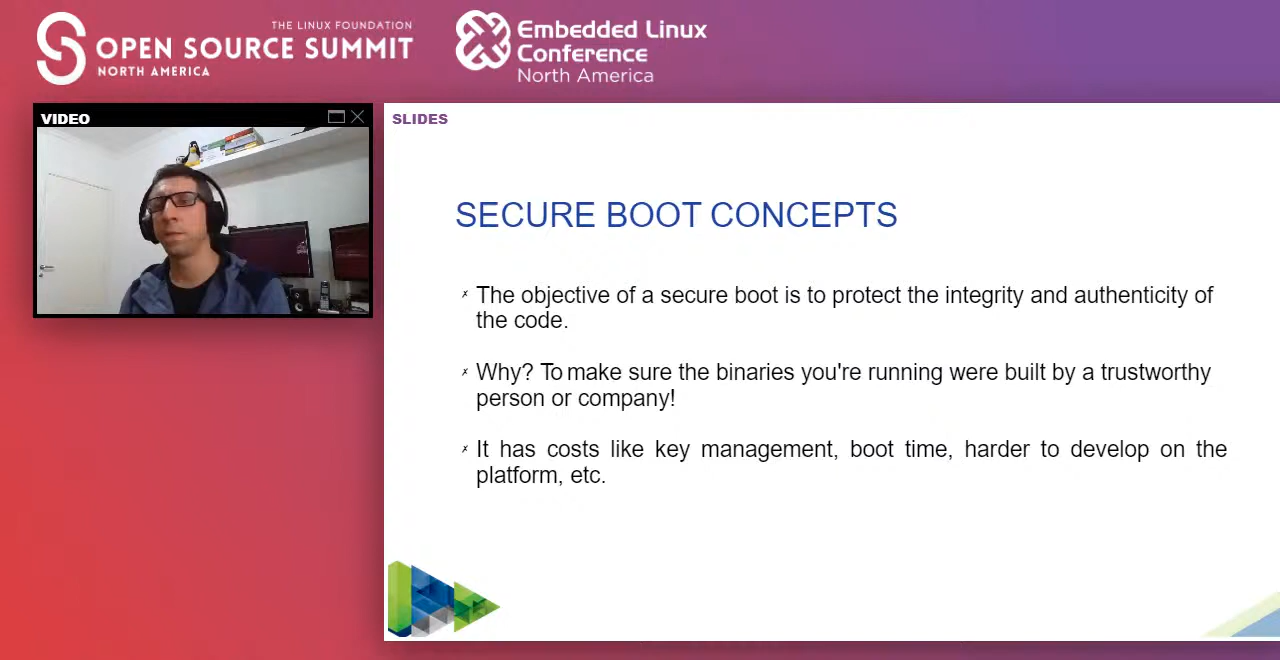 THE LINUX FOUNDATION
OPEN SOURCE SUMMIT
NORTH AMERICA
Embedded Linux
Conference
North America
VIDEO
SLIDES
SECURE BOOT CONCEPTS
✗ The objective of a secure boot is to protect the integrity and authenticity of
the code.
✗ Why? To make sure the binaries you're running were built by a trustworthy
person or company!
✗ It has costs like key management, boot time, harder to develop on the
platform, etc.